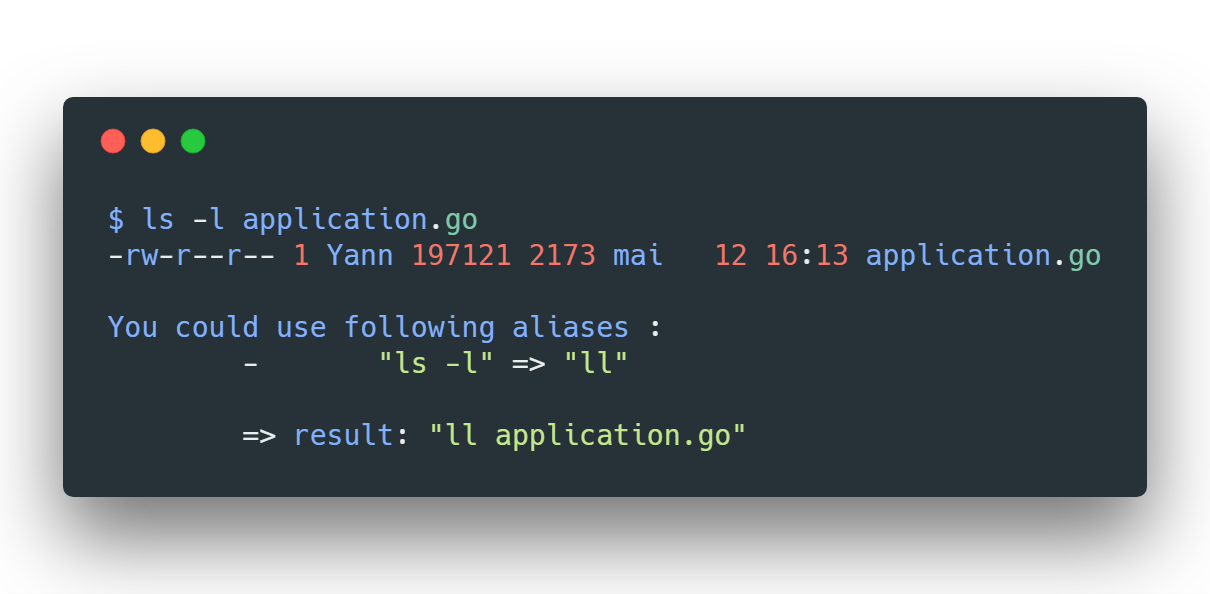 $ ls -l application.go
-rw-r--r-- 1 Yann 197121 2173 mai   12 16:13 application.go
You could use following aliases :
        -       "ls -l" => "ll"
        => result: "ll application.go"